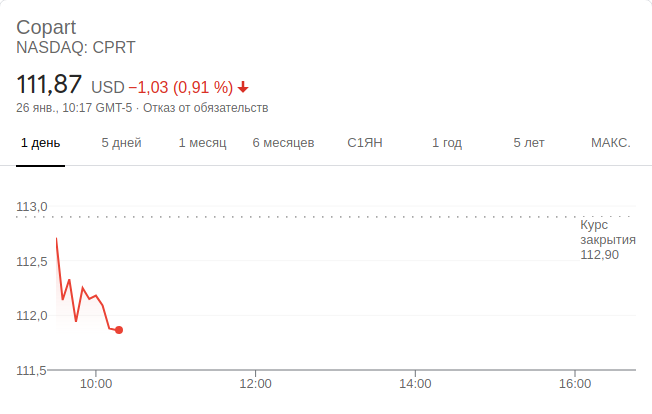 Copart
NASDAQ: CPRT
111,87 USD −1,03 (0,91 %)
26 янв., 10:17 GMT-5 · Отказ от обязательств
1 день 5 дней 1 месяц 6 месяцев С1ЯН 1 год 5 лет МАКС.
113,0
Курс
закрытия
112,90
112,5
112,0
111,5
10:00 12:00 14:00 16:00